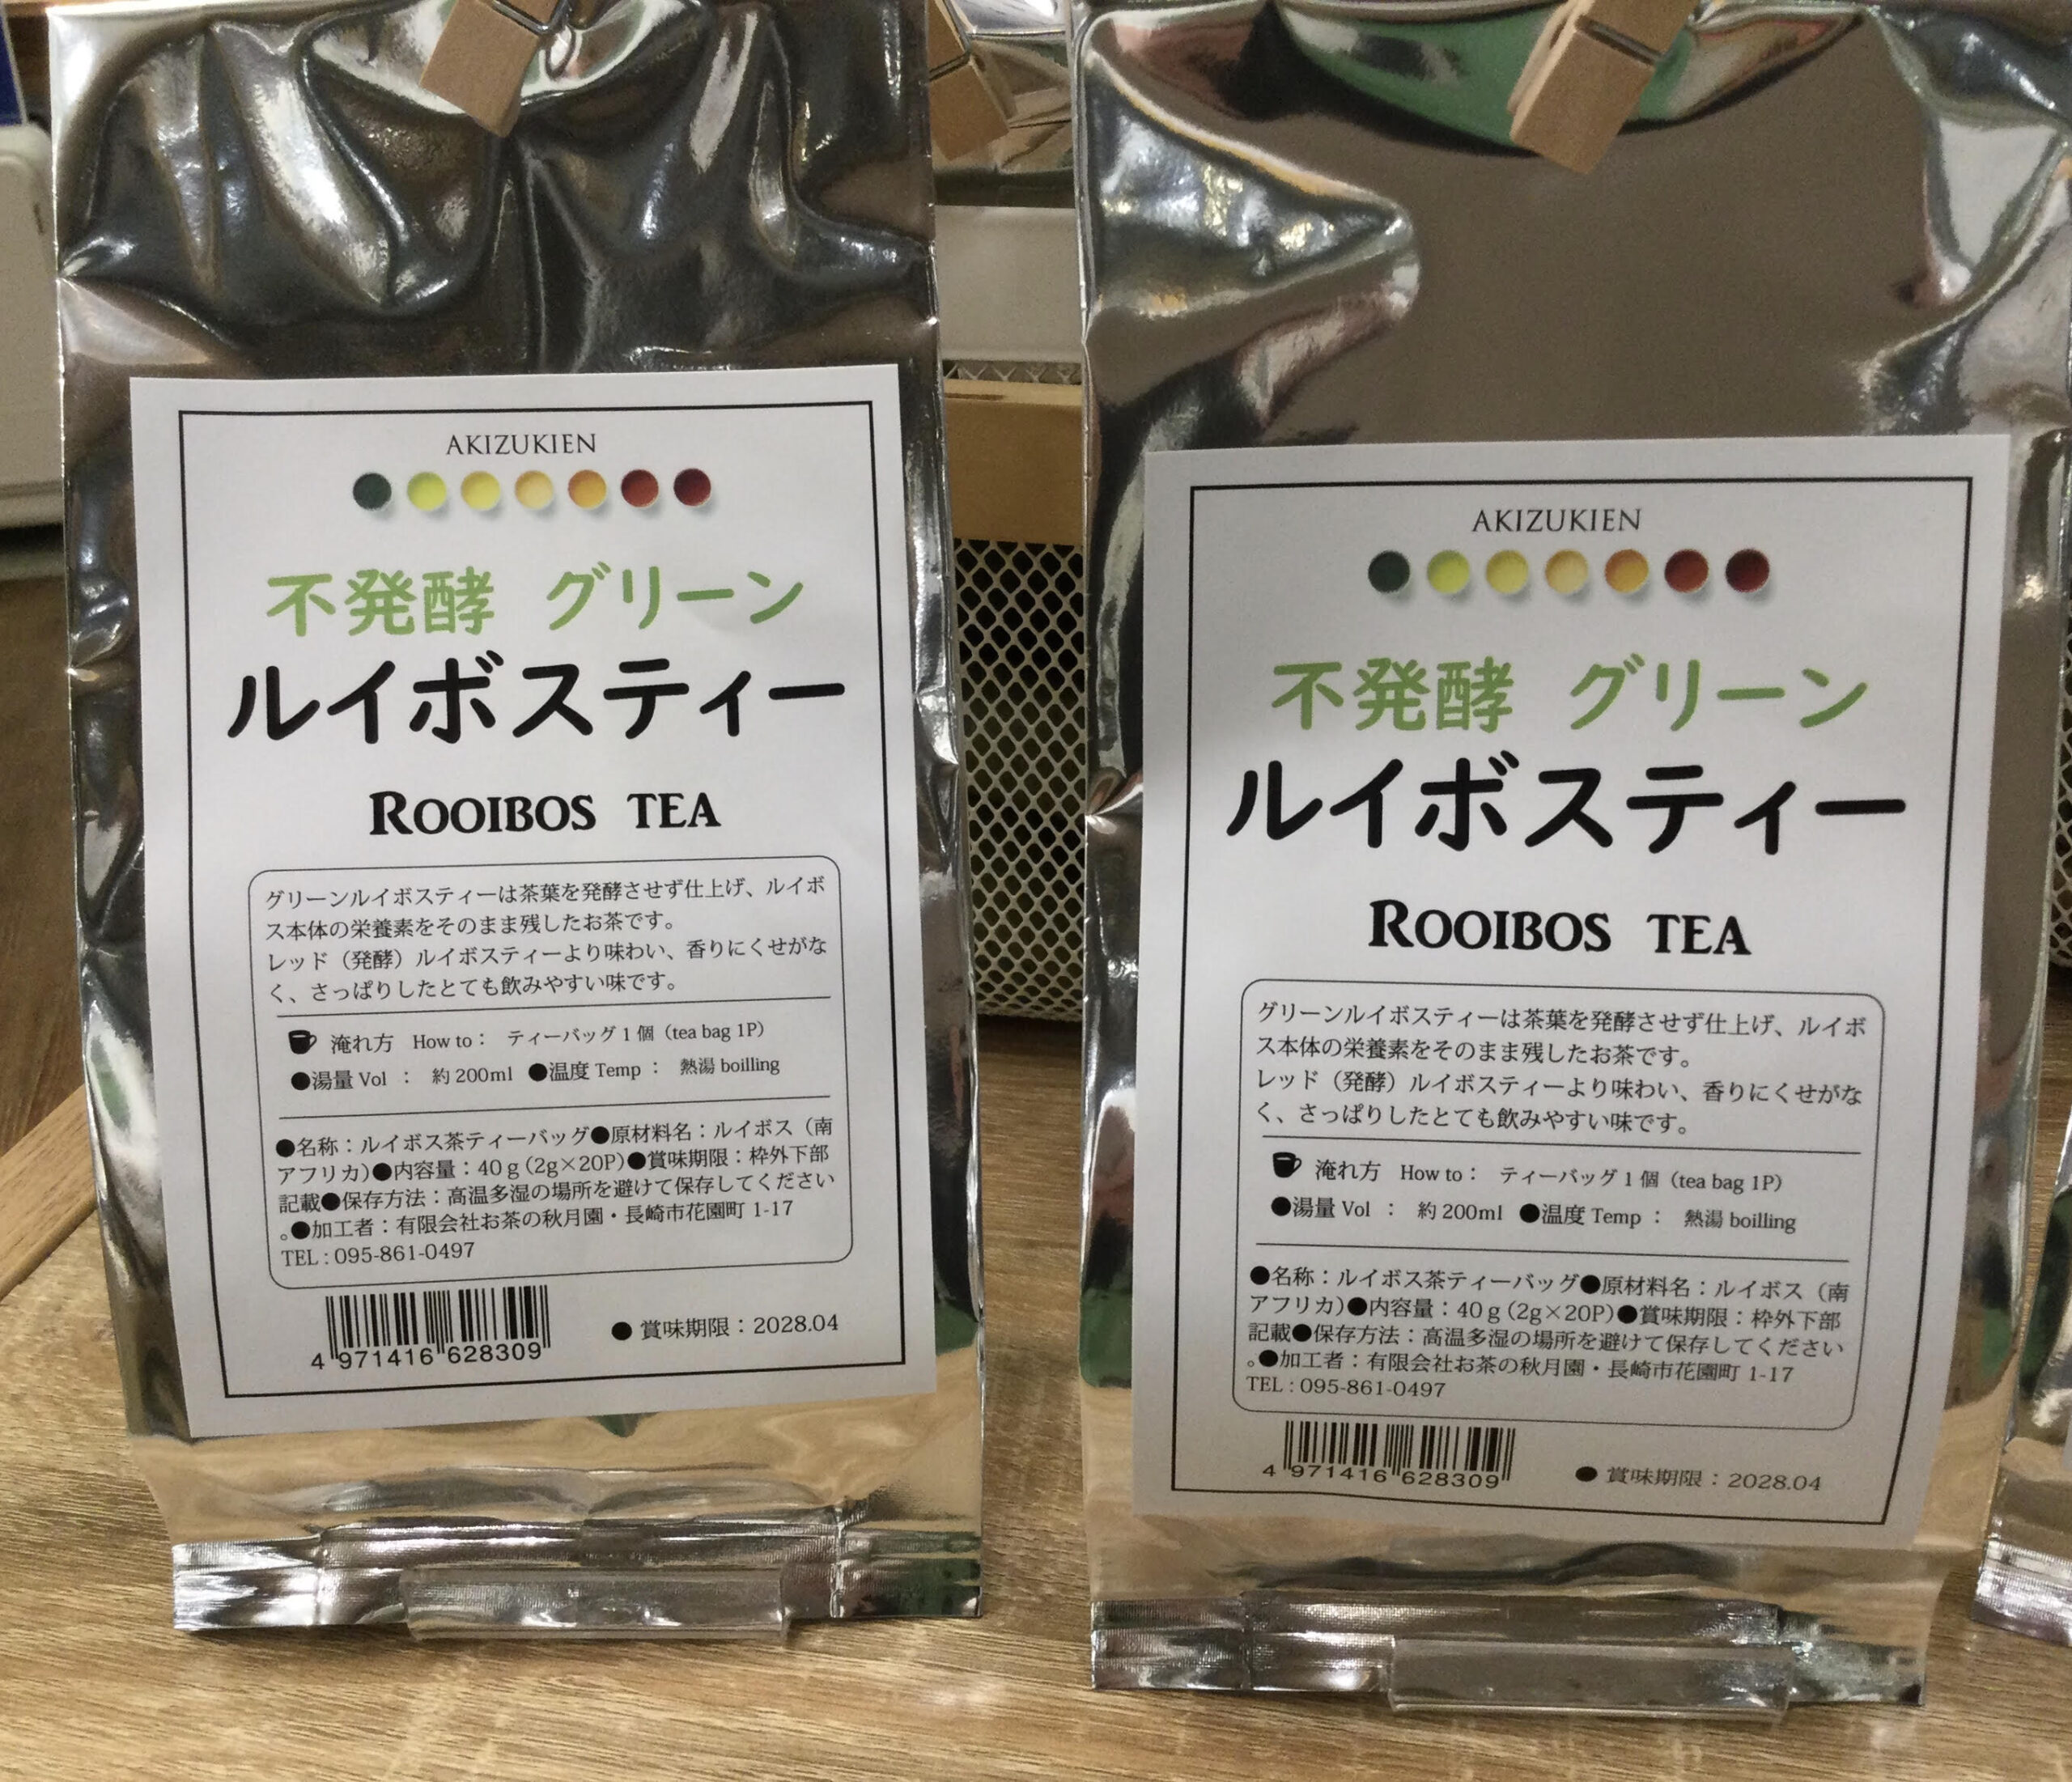 AKIZUKIEN
不発酵 グリーン
ルイボスティー
ROOIBOS TEA
グリーンルイボスティーは茶葉を発酵させず仕上げ、ルイボ
ス本体の栄養素をそのまま残したお茶です。
レッド（発酵）ルイボスティーより味わい、香りにくせがな
く、さっぱりしたとても飲みやすい味です。
淹れ方 How to： ティーバッグ1個（tea bag 1P）
●湯量 Vol ： 約200ml ●温度 Temp ： 熱湯 boilling
●名称：ルイボス茶ティーバッグ●原材料名：ルイボス（南
アフリカ)●内容量：40ｇ(2g×20P)●賞味期限：枠外下部
記載●保存方法：高温多湿の場所を避けて保存してください
。●加工者：有限会社お茶の秋月園・長崎市花園町 1-17
TEL : 095-861-0497
4 971416 628309
● 賞味期限：2028.04
AKIZUKIEN
不発酵 グリーン
ルイボスティー
ROOIBOS TEA
グリーンルイボスティーは茶葉を発酵させず仕上げ、ルイボ
ス本体の栄養素をそのまま残したお茶です。
レッド（発酵）ルイボスティーより味わい、香りにくせがな
く、さっぱりしたとても飲みやすい味です。
淹れ方 How to： ティーバッグ1個（tea bag 1P）
●湯量 Vol ： 約200ml ●温度 Temp ： 熱湯 boilling
●名称：ルイボス茶ティーバッグ●原材料名：ルイボス（南
アフリカ)●内容量：40ｇ(2g×20P)●賞味期限：枠外下部
記載●保存方法：高温多湿の場所を避けて保存してください
。●加工者：有限会社お茶の秋月園・長崎市花園町 1-17
TEL : 095-861-0497
4 971416 628309
● 賞味期限：2028.04